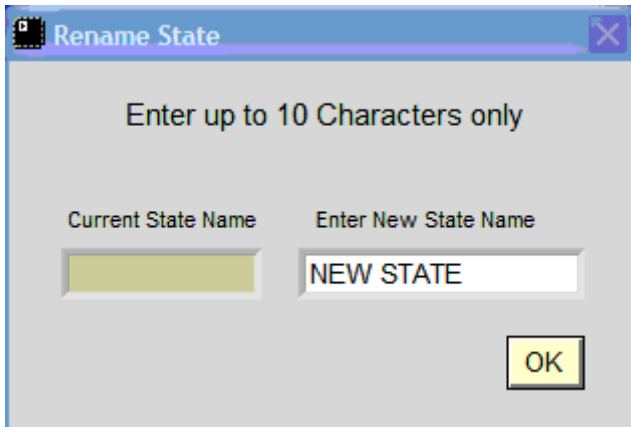 Rename State
Enter up to 10 Characters only
Current State Name
Enter New State Name
NEW STATE
OK